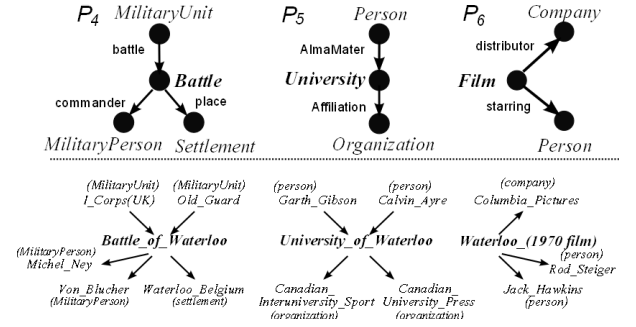 P4
MilitaryUnit
battle
Battle
commander
place
MilitaryPerson
Settlement
P5
Person
AlmaMater
University
Affiliation
Organization
P6
Company
distributor
Film
starring
Person
(MilitaryUnit)
I_Corps(UK)
(MilitaryUnit)
Old_Guard
Battle_of_Waterloo
(MilitaryPerson)
Michel_Ney
Von_Blucher
(MilitaryPerson)
Waterloo_Belgium
(settlement)
(person)
Garth_Gibson
(person)
Calvin_Ayre
University_of_Waterloo
Canadian_
Interuniversity_Sport
(organization)
Canadian_
University_Press
(organization)
(company)
Columbia_Pictures
Waterloo_(1970 film)
(person)
Rod_Steiger
Jack_Hawkins
(person)